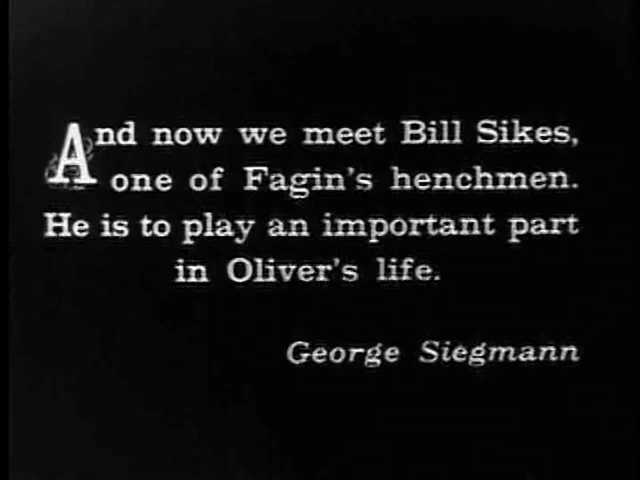 And now we meet Bill Sikes,
one of Fagin's henchmen.
He is to play an important part
in Oliver's life.
George Siegmann